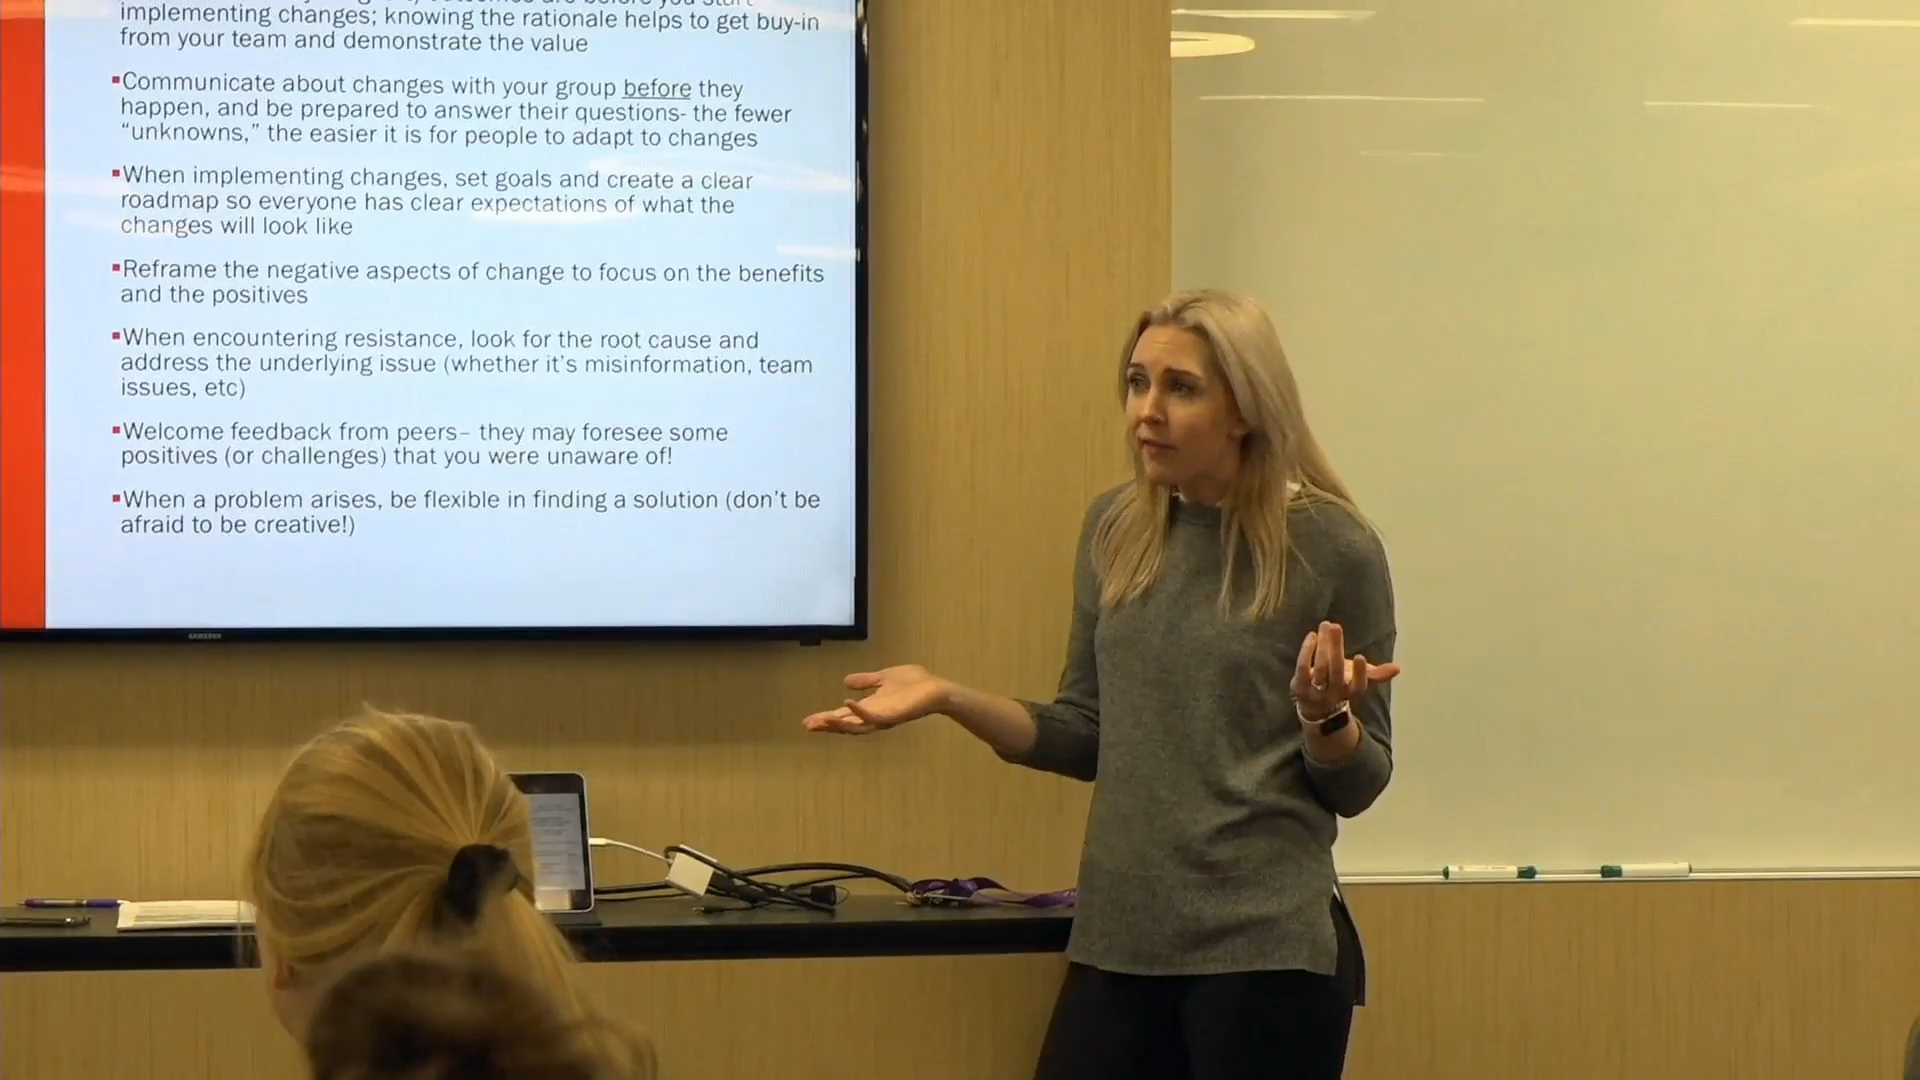 implementing changes; knowing the rationale helps to get buy-in
from your team and demonstrate the value
▪Communicate about changes with your group before they
happen, and be prepared to answer their questions- the fewer
“unknowns,” the easier it is for people to adapt to changes
▪When implementing changes, set goals and create a clear
roadmap so everyone has clear expectations of what the
changes will look like
▪Reframe the negative aspects of change to focus on the benefits
and the positives
▪When encountering resistance, look for the root cause and
address the underlying issue (whether it’s misinformation, team
issues, etc)
▪Welcome feedback from peers– they may foresee some
positives (or challenges) that you were unaware of!
▪When a problem arises, be flexible in finding a solution (don’t be
afraid to be creative!)
SAMSUNG